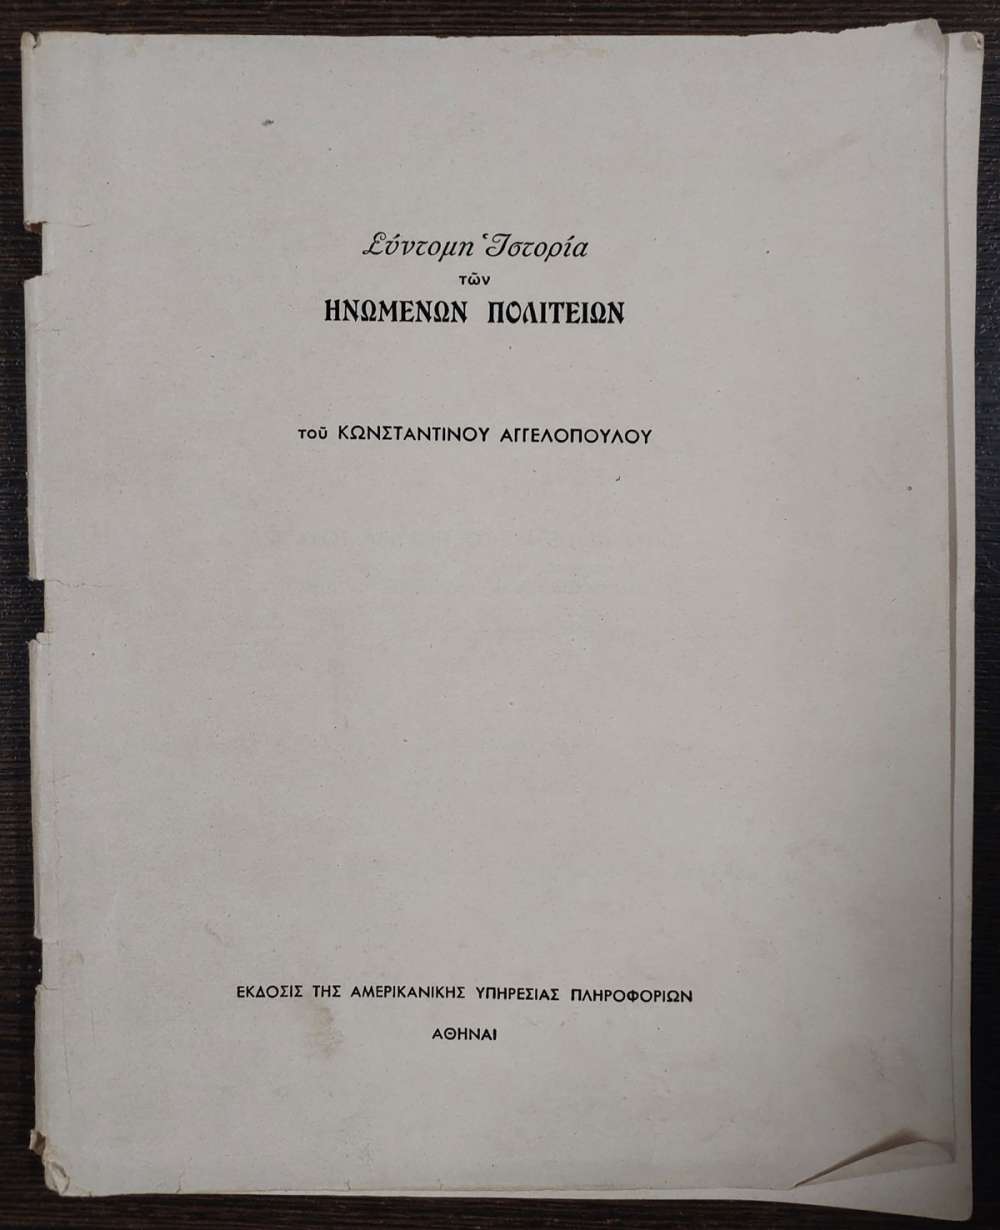 Σύντομη Ἱστορία
τῶν
ΗΝΩΜΕΝΩΝ ΠΟΛΙΤΕΙΩΝ
τοῦ ΚΩΝΣΤΑΝΤΙΝΟΥ ΑΓΓΕΛΟΠΟΥΛΟΥ
ΕΚΔΟΣΙΣ ΤΗΣ ΑΜΕΡΙΚΑΝΙΚΗΣ ΥΠΗΡΕΣΙΑΣ ΠΛΗΡΟΦΟΡΙΩΝ
ΑΘΗΝΑΙ